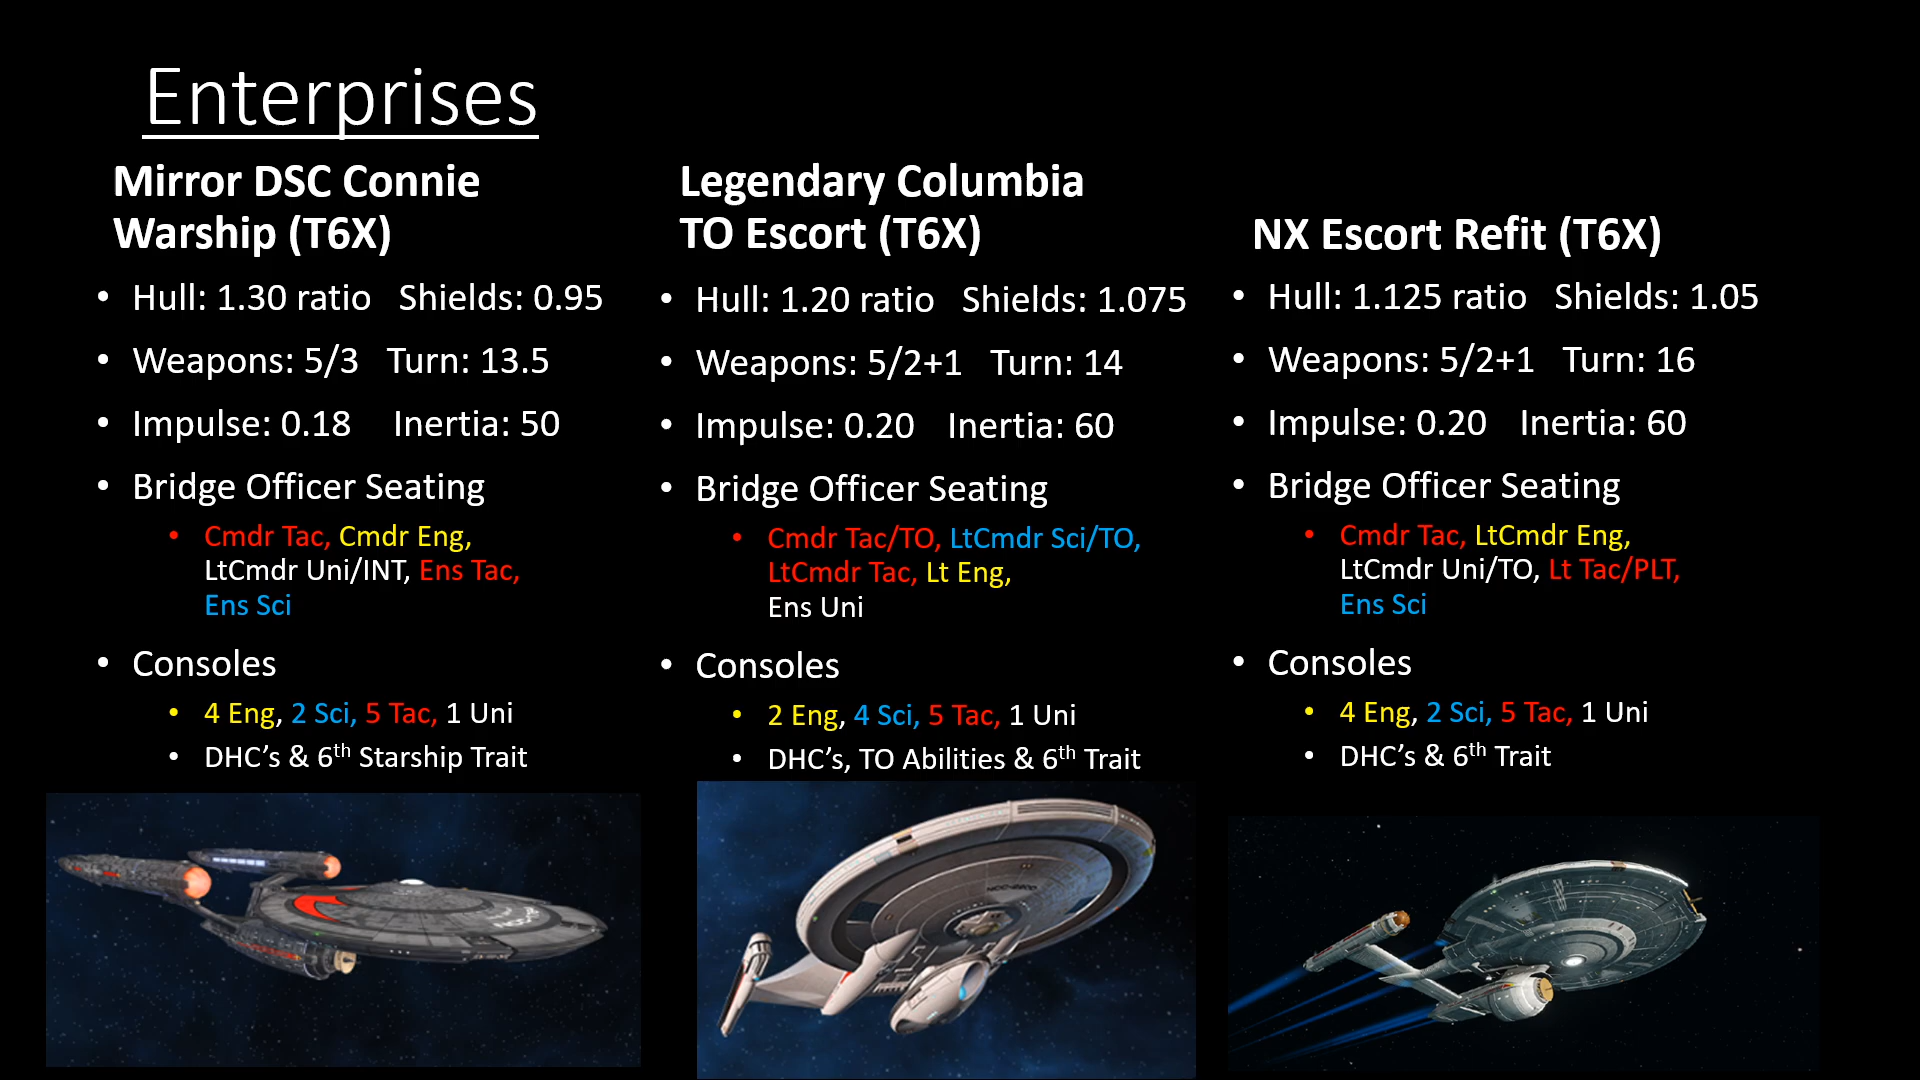 Enterprises
Mirror DSC Connie
Warship (T6X)
• Hull: 1.30 ratio Shields: 0.95
• Weapons: 5/3 Turn: 13.5
• Impulse: 0.18 Inertia: 50
• Bridge Officer Seating
• Cmdr Tac, Cmdr Eng,
LtCmdr Uni/INT, Ens Tac,
Ens Sci
• Consoles
• 4 Eng, 2 Sci, 5 Tac, 1 Uni
• DHC’s & 6th Starship Trait
Legendary Columbia
TO Escort (T6X)
• Hull: 1.20 ratio Shields: 1.075
• Weapons: 5/2+1 Turn: 14
• Impulse: 0.20 Inertia: 60
• Bridge Officer Seating
• Cmdr Tac/TO, LtCmdr Sci/TO,
LtCmdr Tac, Lt Eng,
Ens Uni
• Consoles
• 2 Eng, 4 Sci, 5 Tac, 1 Uni
• DHC’s, TO Abilities & 6th Trait
NX Escort Refit (T6X)
• Hull: 1.125 ratio Shields: 1.05
• Weapons: 5/2+1 Turn: 16
• Impulse: 0.20 Inertia: 60
• Bridge Officer Seating
• Cmdr Tac, LtCmdr Eng,
LtCmdr Uni/TO, Lt Tac/PLT,
Ens Sci
• Consoles
• 4 Eng, 2 Sci, 5 Tac, 1 Uni
• DHC’s & 6th Trait